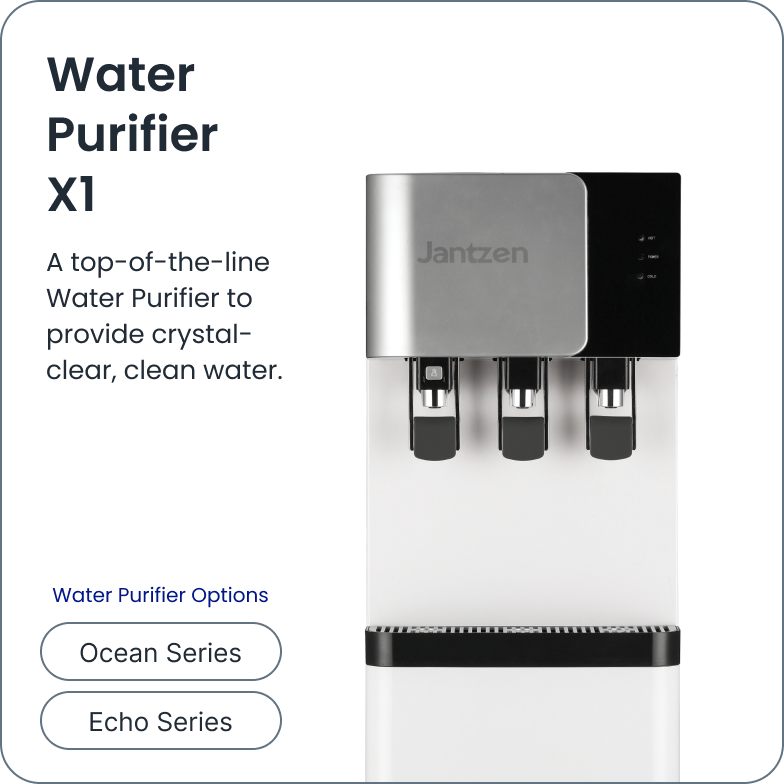 Water
Purifier
X1
A top-of-the-line
Water Purifier to
provide crystal-
clear, clean water.
Jantzen
HOT
POWER
COLD
A
Water Purifier Options
Ocean Series
Echo Series